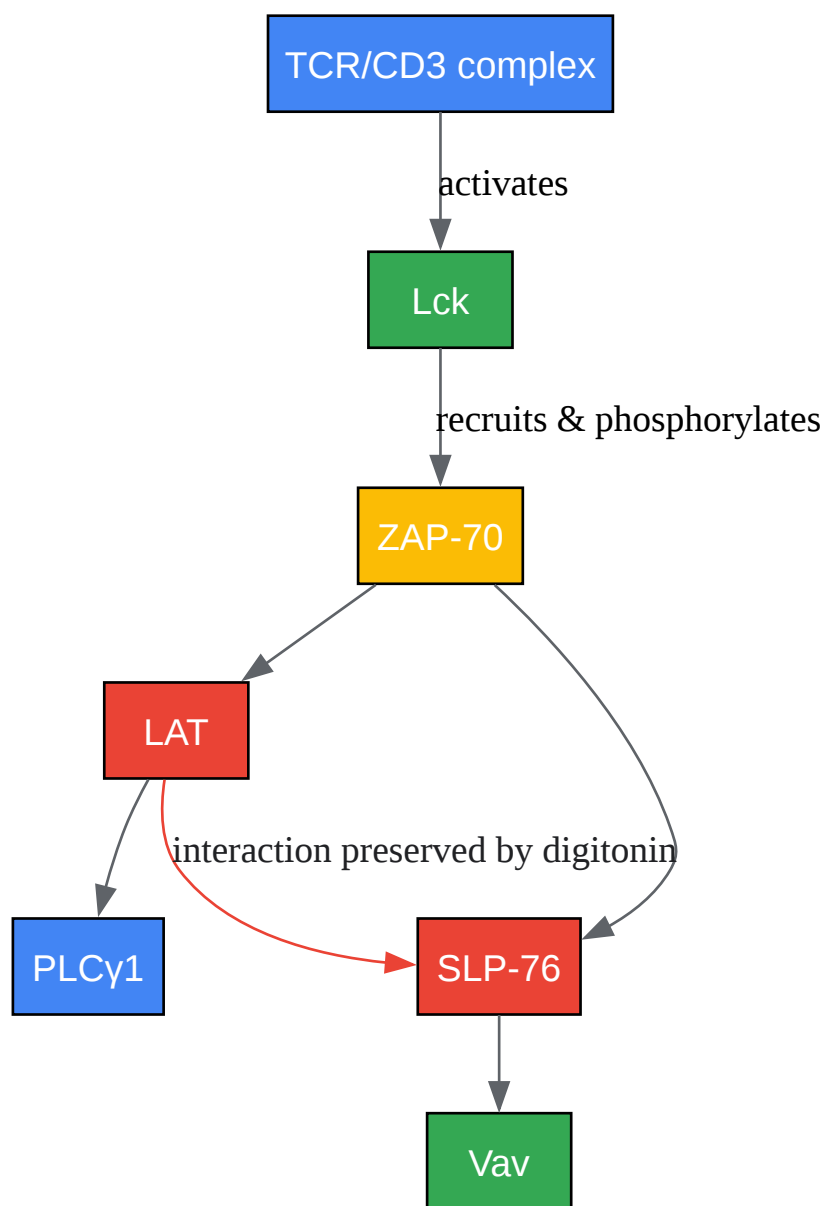 TCR/CD3 complex
activates
Lck
recruits & phosphorylates
ZAP-70
LAT
interaction preserved by digitonin
PLCγ1
SLP-76
Vav